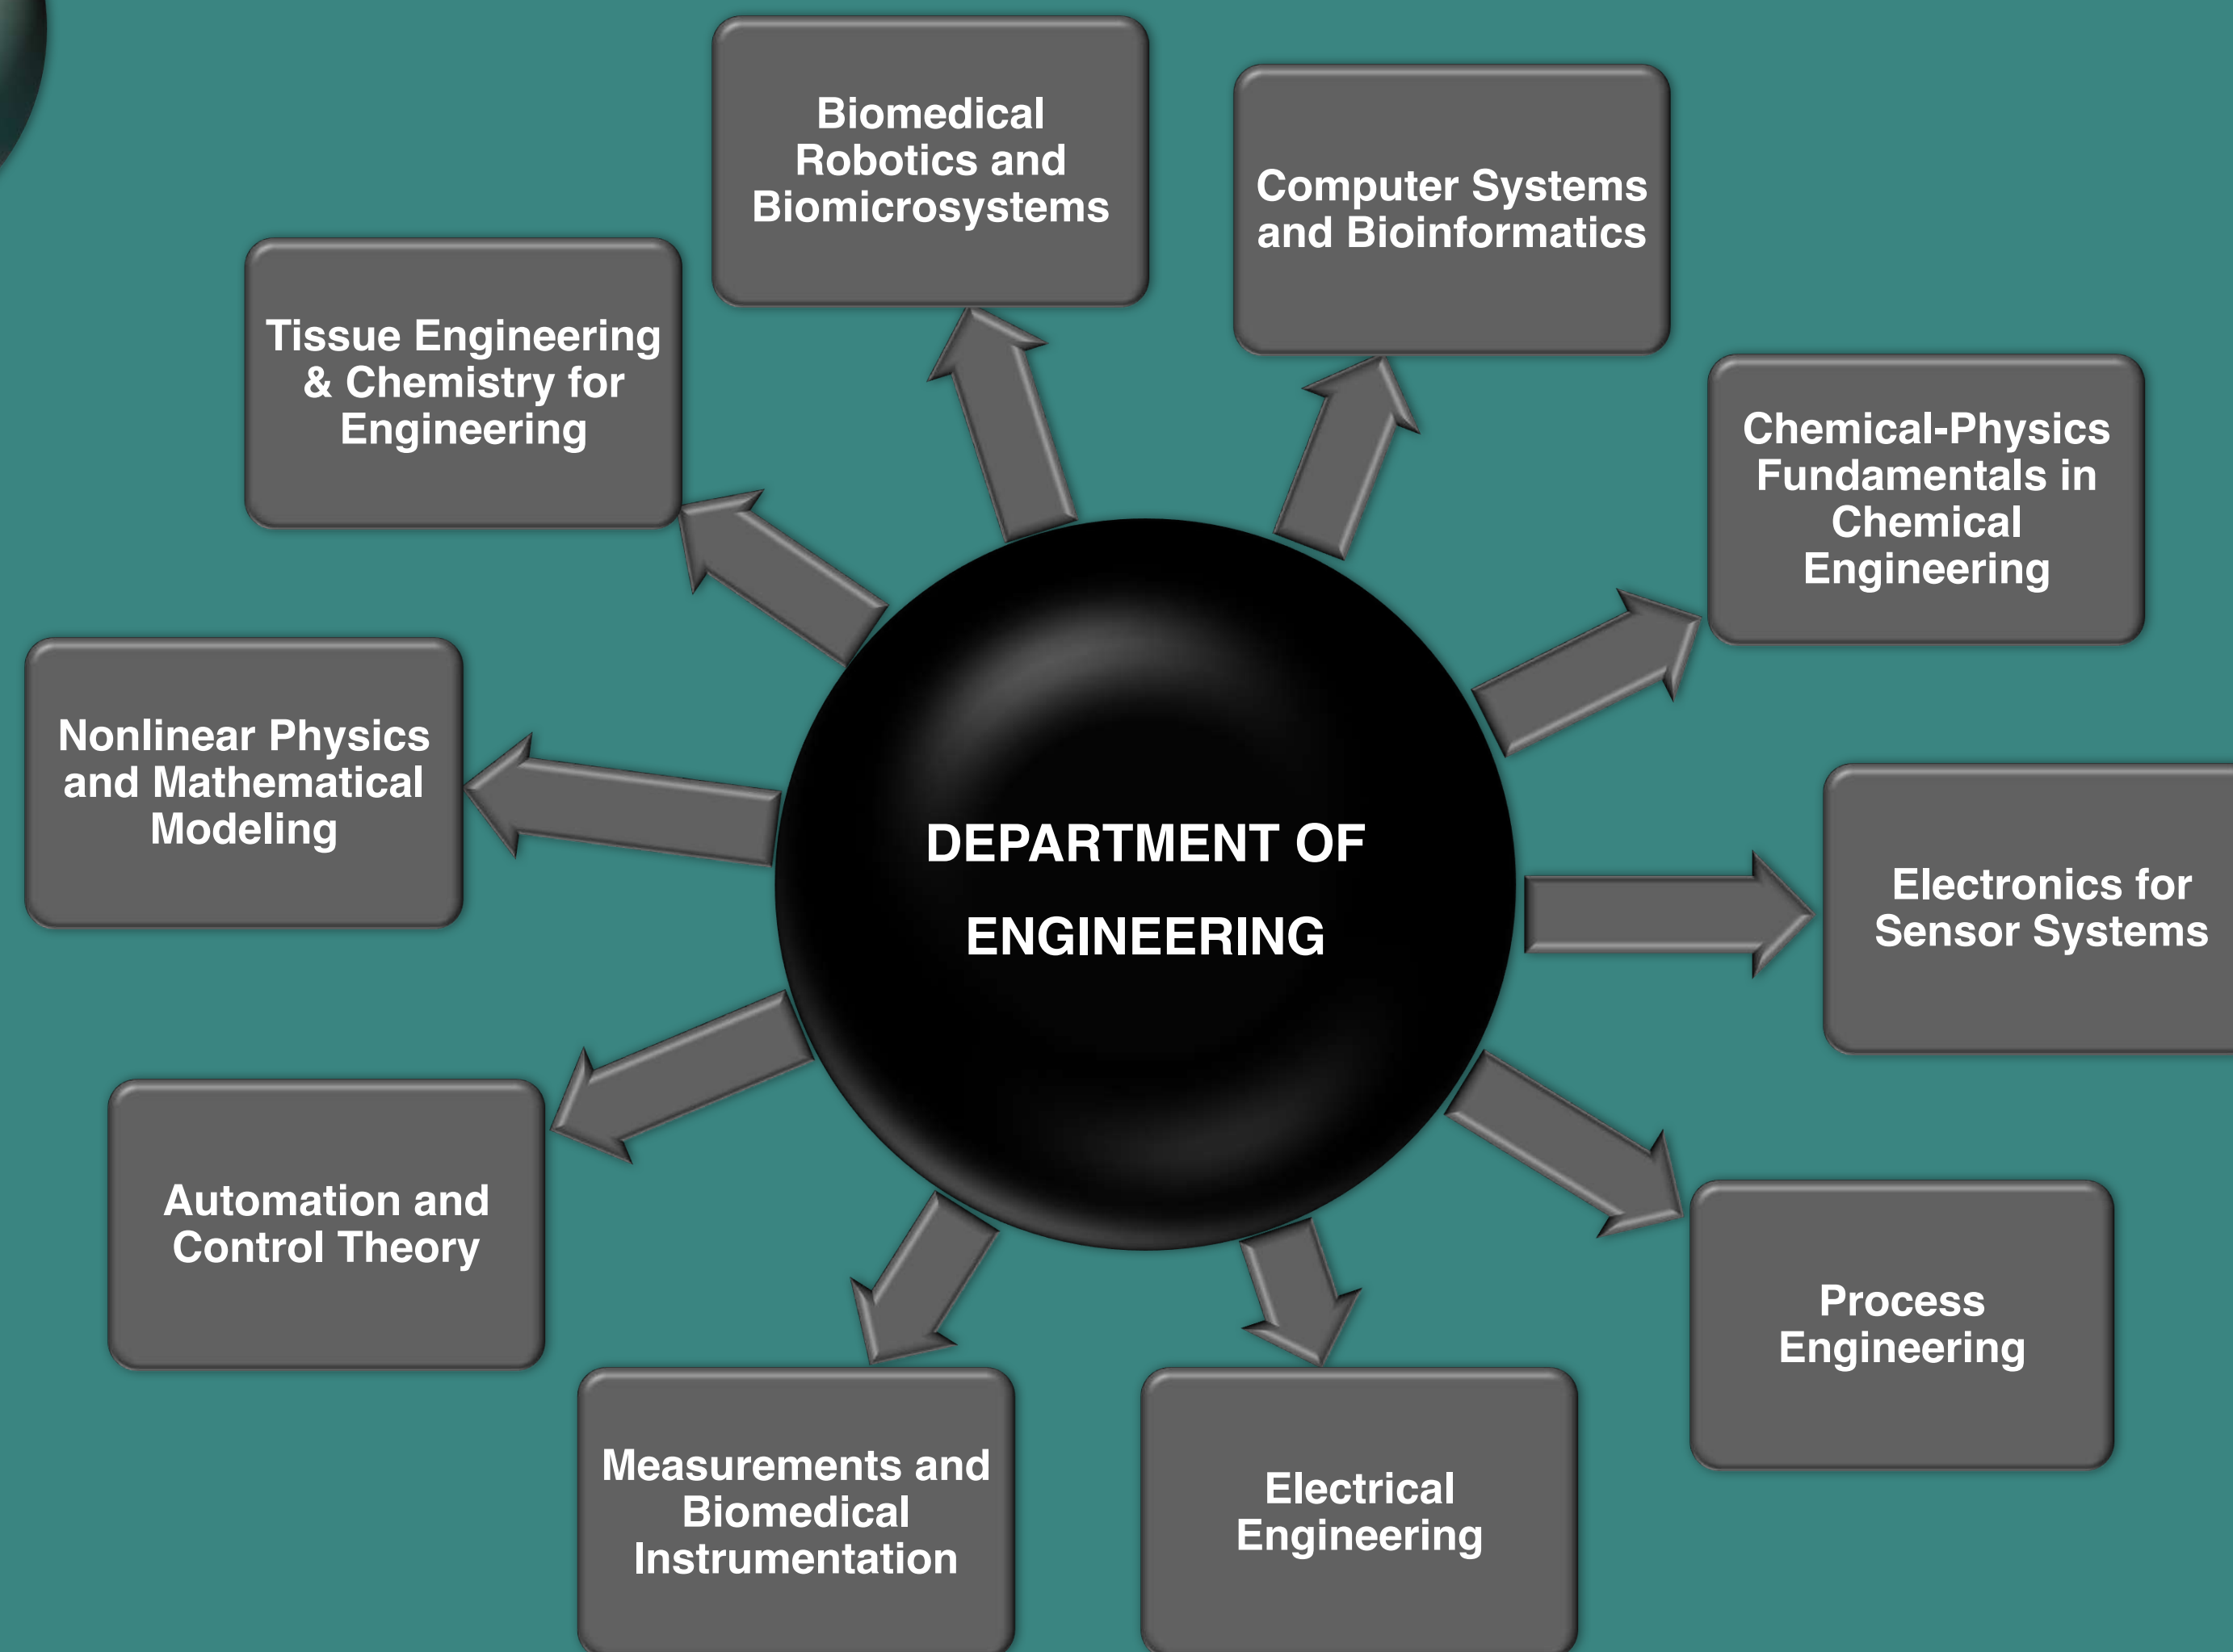 Biomedical
Robotics and
Biomicrosystems
Computer Systems
and Bioinformatics
Tissue Engineering
& Chemistry for
Engineering
Chemical-Physics
Fundamentals in
Chemical
Engineering
Nonlinear Physics
and Mathematical
Modeling
DEPARTMENT OF
ENGINEERING
Electronics for
Sensor Systems
Automation and
Control Theory
Process
Engineering
Measurements and
Biomedical
Instrumentation
Electrical
Engineering